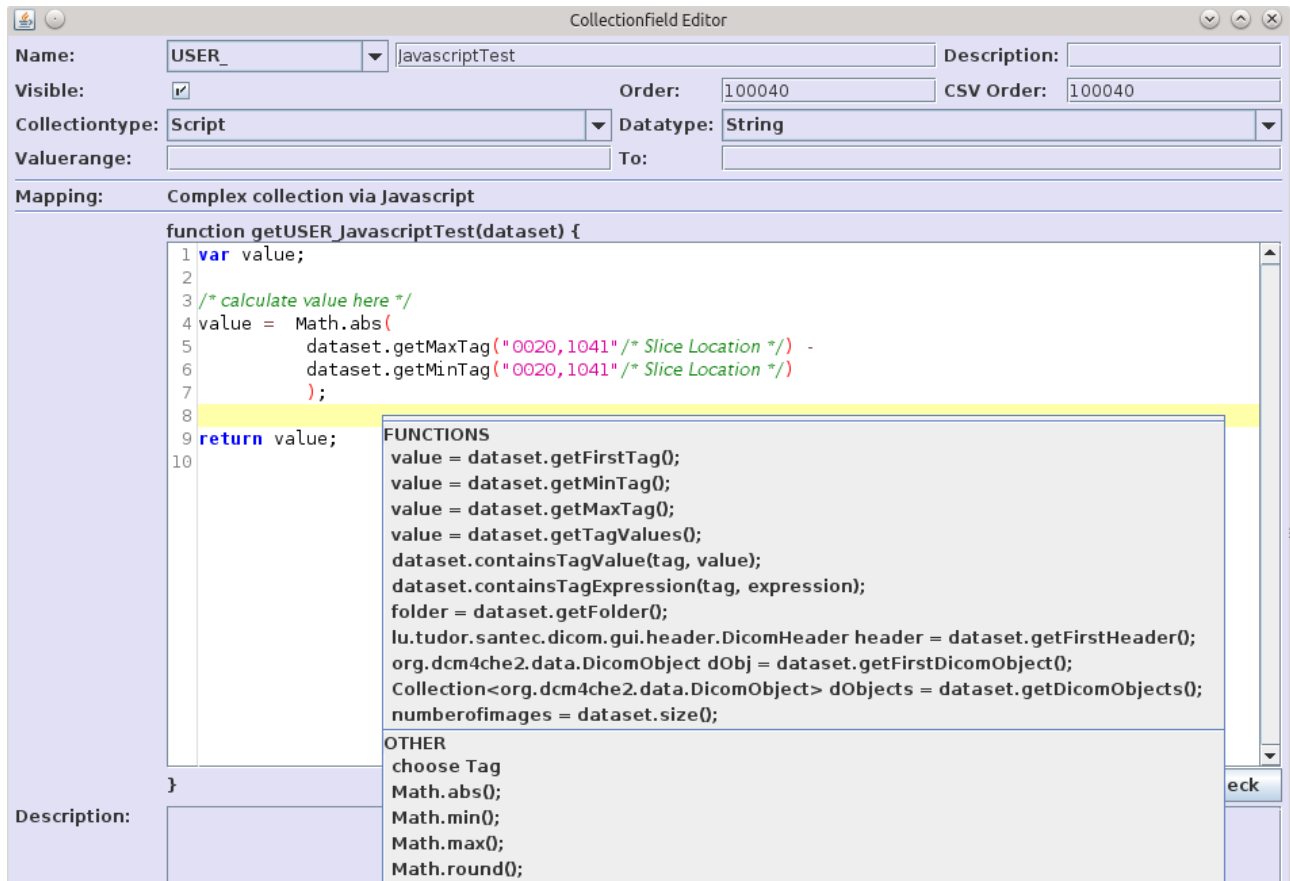 Collectionfield Editor
Name: USER_ JavascriptTest Description:
Visible: Order: 100040 CSV Order: 100040
Collectiontype: Script Datatype: String
Valuerange: To:
Mapping: Complex collection via Javascript
function getUSER_JavascriptTest(dataset) {
1 var value;
2
3 /* calculate value here */
4 value =  Math.abs(
5 dataset.getMaxTag("0020,1041"/* Slice Location */) -
6 dataset.getMinTag("0020,1041"/* Slice Location */)
7 );
8
9 return value;
10
FUNCTIONS
value = dataset.getFirstTag();
value = dataset.getMinTag();
value = dataset.getMaxTag();
value = dataset.getTagValues();
dataset.containsTagValue(tag, value);
dataset.containsTagExpression(tag, expression);
folder = dataset.getFolder();
lu.tudor.santec.dicom.gui.header.DicomHeader header = dataset.getFirstHeader();
org.dcm4che2.data.DicomObject dObj = dataset.getFirstDicomObject();
Collection<org.dcm4che2.data.DicomObject> dObjects = dataset.getDicomObjects();
numberofimages = dataset.size();
OTHER
choose Tag
Math.abs();
Math.min();
Math.max();
Math.round();
} eck
Description: